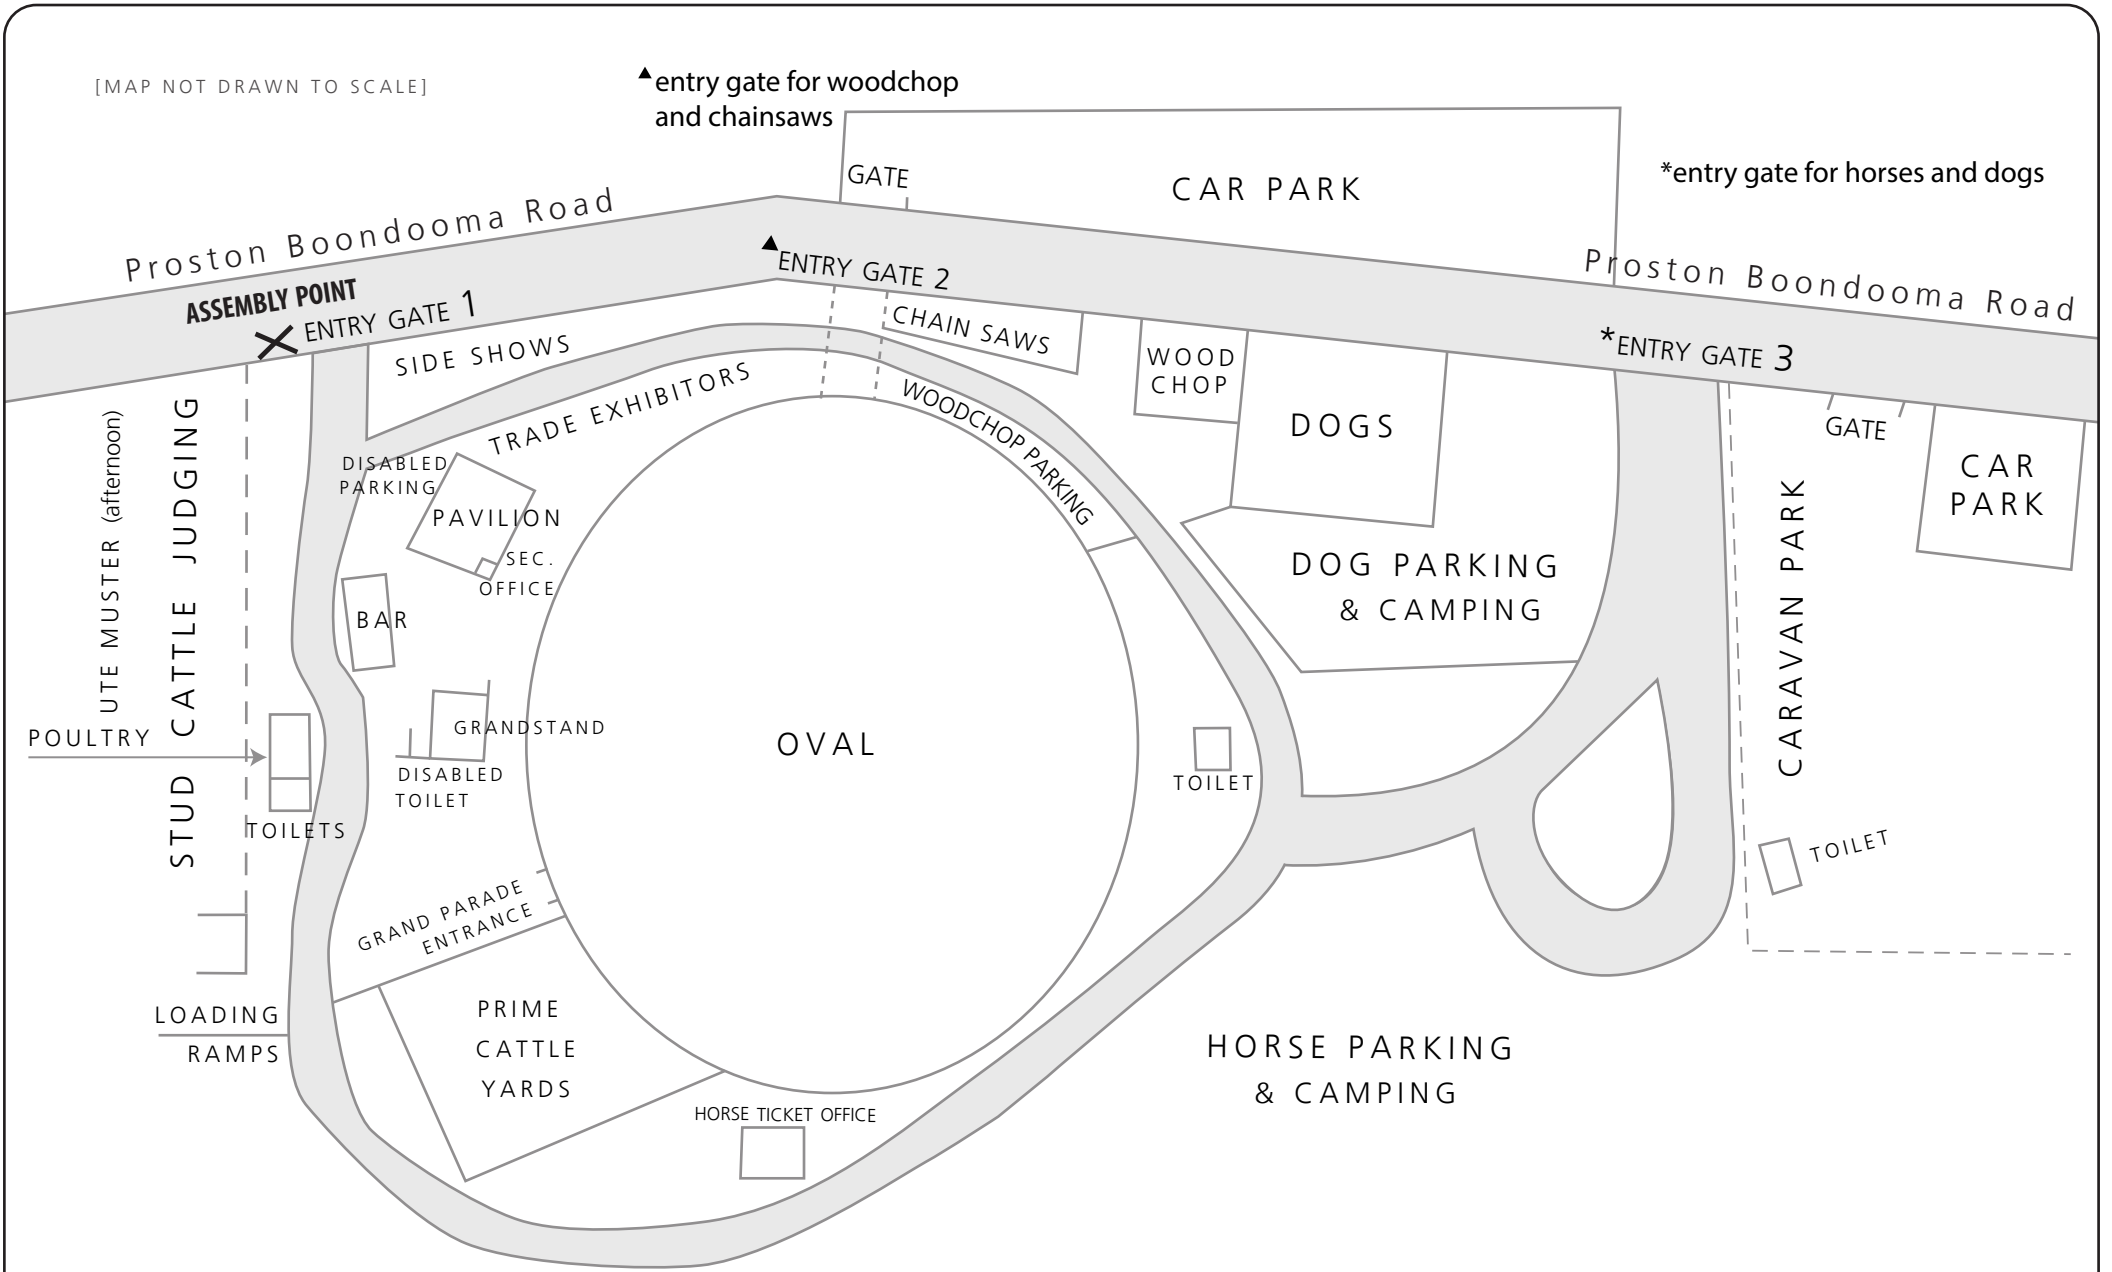 [MAP NOT DRAWN TO SCALE]
▲entry gate for woodchop
and chainsaws
*entry gate for horses and dogs
GATE
CAR PARK
Proston Boondooma Road
Proston Boondooma Road
ASSEMBLY POINT
ENTRY GATE 1
▲ENTRY GATE 2
*ENTRY GATE 3
SIDE SHOWS
CHAIN SAWS
WOOD
CHOP
DOGS
GATE
CAR
PARK
TRADE EXHIBITORS
WOODCHOP PARKING
DISABLED
PARKING
PAVILION
SEC.
OFFICE
BAR
UTE MUSTER (afternoon)
STUD CATTLE JUDGING
DOG PARKING
& CAMPING
CARAVAN PARK
POULTRY
GRANDSTAND
OVAL
DISABLED
TOILET
TOILET
TOILETS
TOILET
GRAND PARADE
ENTRANCE
LOADING
RAMPS
PRIME
CATTLE
YARDS
HORSE PARKING
& CAMPING
HORSE TICKET OFFICE